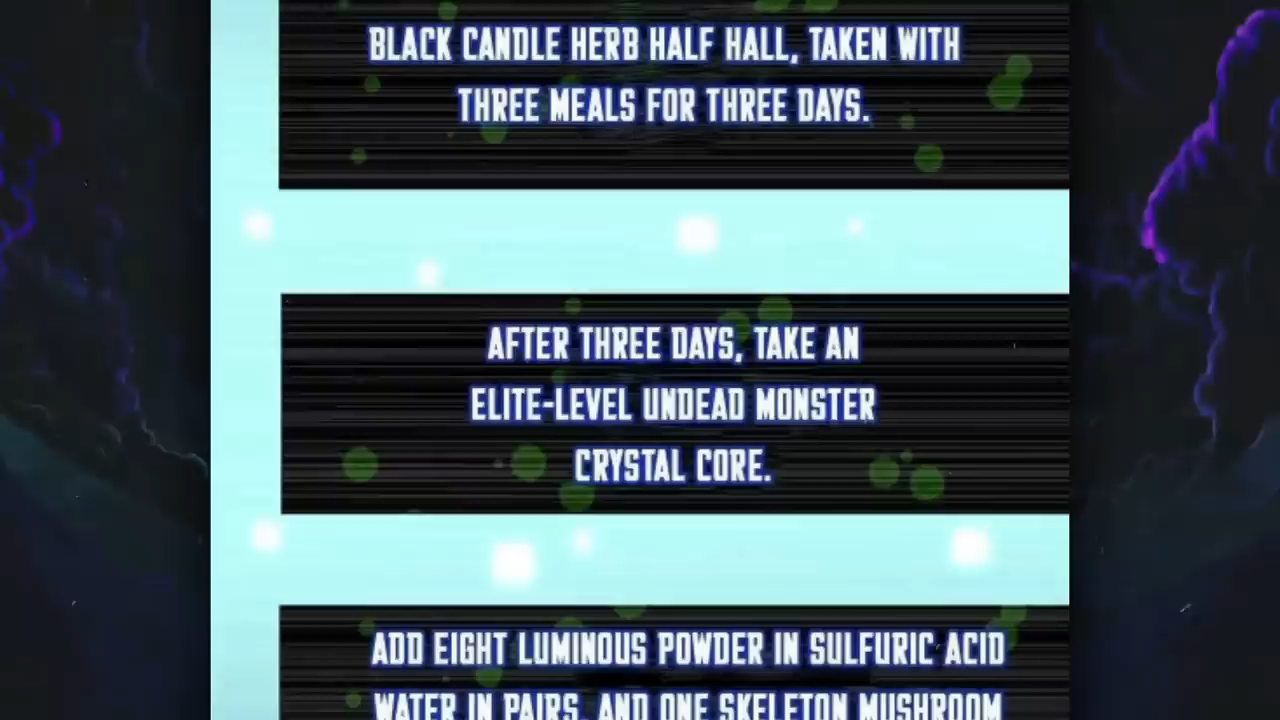 BLACK CANDLE HERB HALF HALL, TAKEN WITH
THREE MEALS FOR THREE DAYS.
AFTER THREE DAYS, TAKE AN
ELITE-LEVEL UNDEAD MONSTER
CRYSTAL CORE.
ADD EIGHT LUMINOUS POWDER IN SULFURIC ACID
WATER IN PAIRS, AND ONE SKELETON MUSHROOM